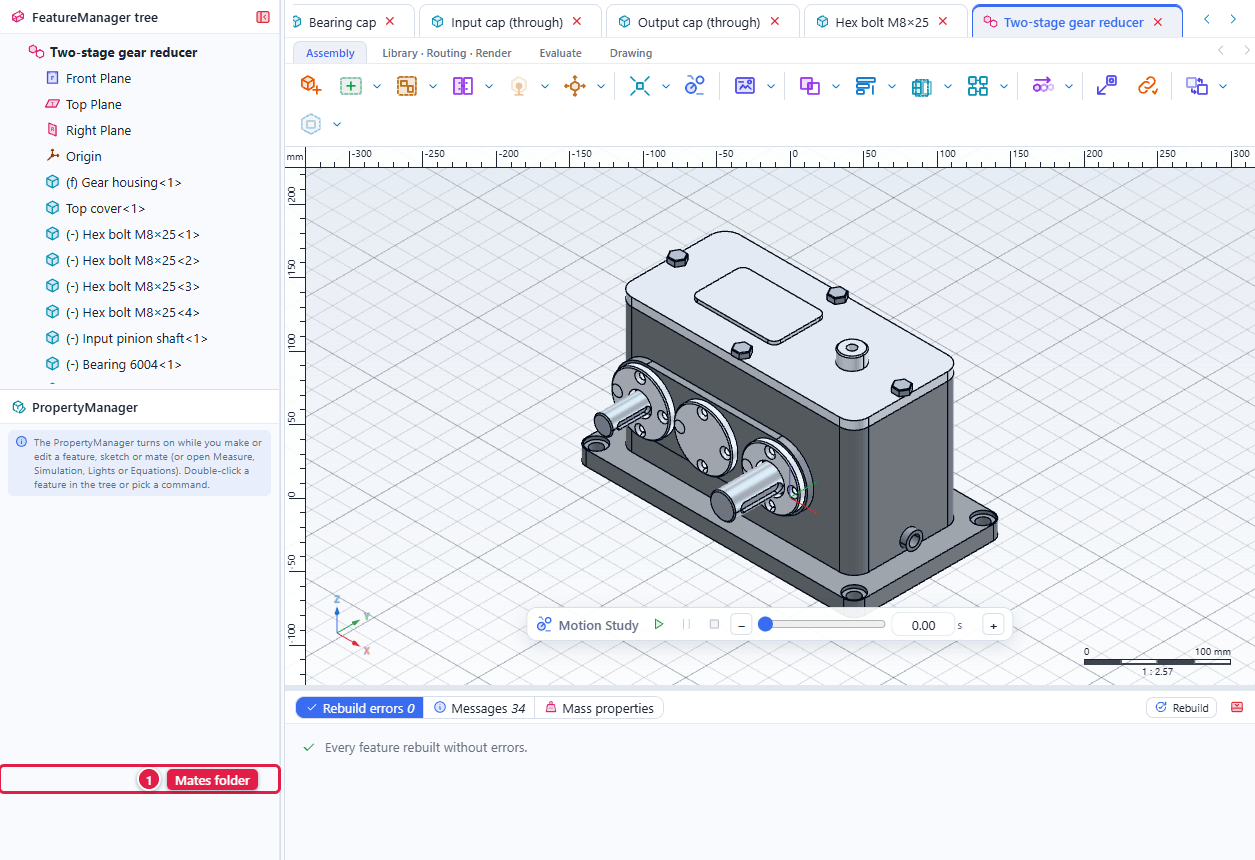 FeatureManager tree
Two-stage gear reducer
Front Plane
Top Plane
Right Plane
Origin
(f) Gear housing<1>
Top cover<1>
(-) Hex bolt M8×25<1>
(-) Hex bolt M8×25<2>
(-) Hex bolt M8×25<3>
(-) Hex bolt M8×25<4>
(-) Input pinion shaft<1>
(-) Bearing 6004<1>
PropertyManager
The PropertyManager turns on while you make or
edit a feature, sketch or mate (or open Measure,
Simulation, Lights or Equations). Double-click a
feature in the tree or pick a command.
1 Mates folder
Bearing cap
Input cap (through)
Output cap (through)
Hex bolt M8×25
Two-stage gear reducer
Assembly
Library · Routing · Render
Evaluate
Drawing
mm
-300 -250 -200 -150 -100 -50 0 50 100 150 200 250 300
200
150
100
50
0
-50
-100
Z
Y
X
Motion Study
0.00 s
0 100 mm
1 : 2.57
Rebuild errors 0
Messages 34
Mass properties
Rebuild
Every feature rebuilt without errors.